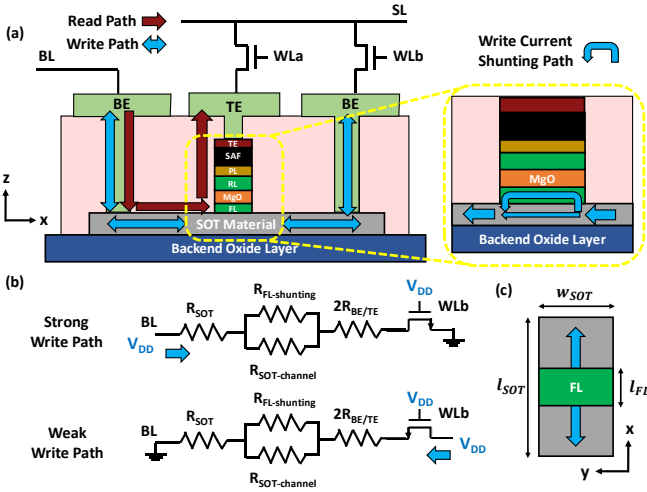 (a)
Read Path
Write Path
SL
BL
WLa
WLb
Write Current
Shunting Path
BE
TE
BE
TE
SAF
PL
RL
MgO
FL
SOT Material
Backend Oxide Layer
z
x
MgO
Backend Oxide Layer
(b)
Strong
Write Path
BL
V_DD
R_SOT
R_FL-shunting
R_SOT-channel
2R_BE/TE
V_DD
WLb
Weak
Write Path
BL
R_SOT
R_FL-shunting
R_SOT-channel
2R_BE/TE
V_DD
WLb
V_DD
(c)
w_SOT
l_SOT
FL
l_FL
x
y